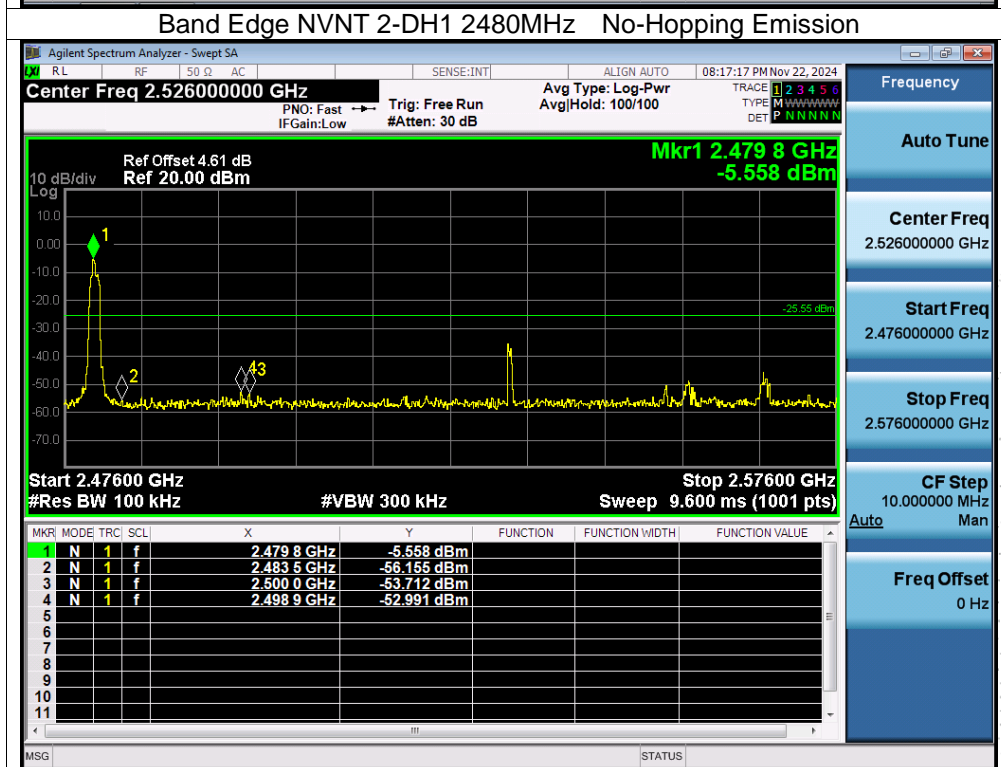 Band Edge NVNT 2-DH1 2480MHz No-Hopping Emission
Agilent Spectrum Analyzer - Swept SA
LXI RL RF 50 Ω AC SENSE:INT ALIGN AUTO 08:17:17 PM Nov 22, 2024
Center Freq 2.526000000 GHz
PNO: Fast
IFGain:Low
Trig: Free Run
#Atten: 30 dB
Avg Type: Log-Pwr
Avg|Hold: 100/100
TRACE 1 2 3 4 5 6
TYPE M WWWWW
DET P N N N N N
Frequency
Auto Tune
Center Freq
2.526000000 GHz
Start Freq
2.476000000 GHz
Stop Freq
2.576000000 GHz
CF Step
10.000000 MHz
Auto Man
Freq Offset
0 Hz
Mkr1 2.479 8 GHz
-5.558 dBm
Ref Offset 4.61 dB
10 dB/div Ref 20.00 dBm
Log
10.0
0.00
-10.0
-20.0
-30.0
-40.0
-50.0
-60.0
-70.0
1
2
43
-25.55 dBm
Start 2.47600 GHz Stop 2.57600 GHz
#Res BW 100 kHz #VBW 300 kHz Sweep 9.600 ms (1001 pts)
MKR MODE TRC SCL X Y FUNCTION FUNCTION WIDTH FUNCTION VALUE
1 N 1 f 2.479 8 GHz -5.558 dBm
2 N 1 f 2.483 5 GHz -56.155 dBm
3 N 1 f 2.500 0 GHz -53.712 dBm
4 N 1 f 2.498 9 GHz -52.991 dBm
5
6
7
8
9
10
11
MSG STATUS